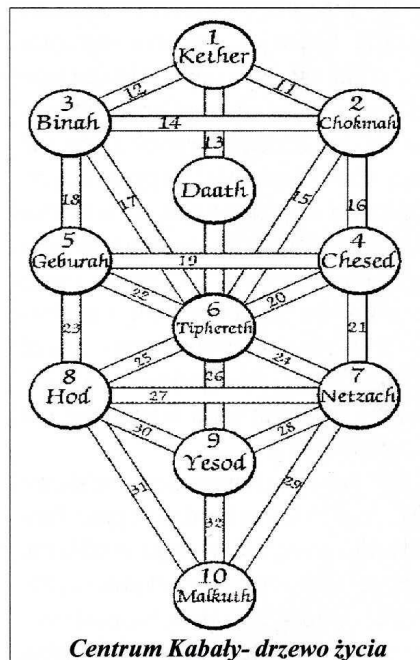 1
Kether
12
11
3
Binah
14
2
Chokmah
13
Daath
18
17
15
16
5
Geburah
19
4
Chesed
22
20
6
Tiphereth
23
21
25
24
8
Hod
26
27
7
Netzach
30
9
Yesod
28
31
32
29
10
Malkuth
Centrum Kabały- drzewo życia